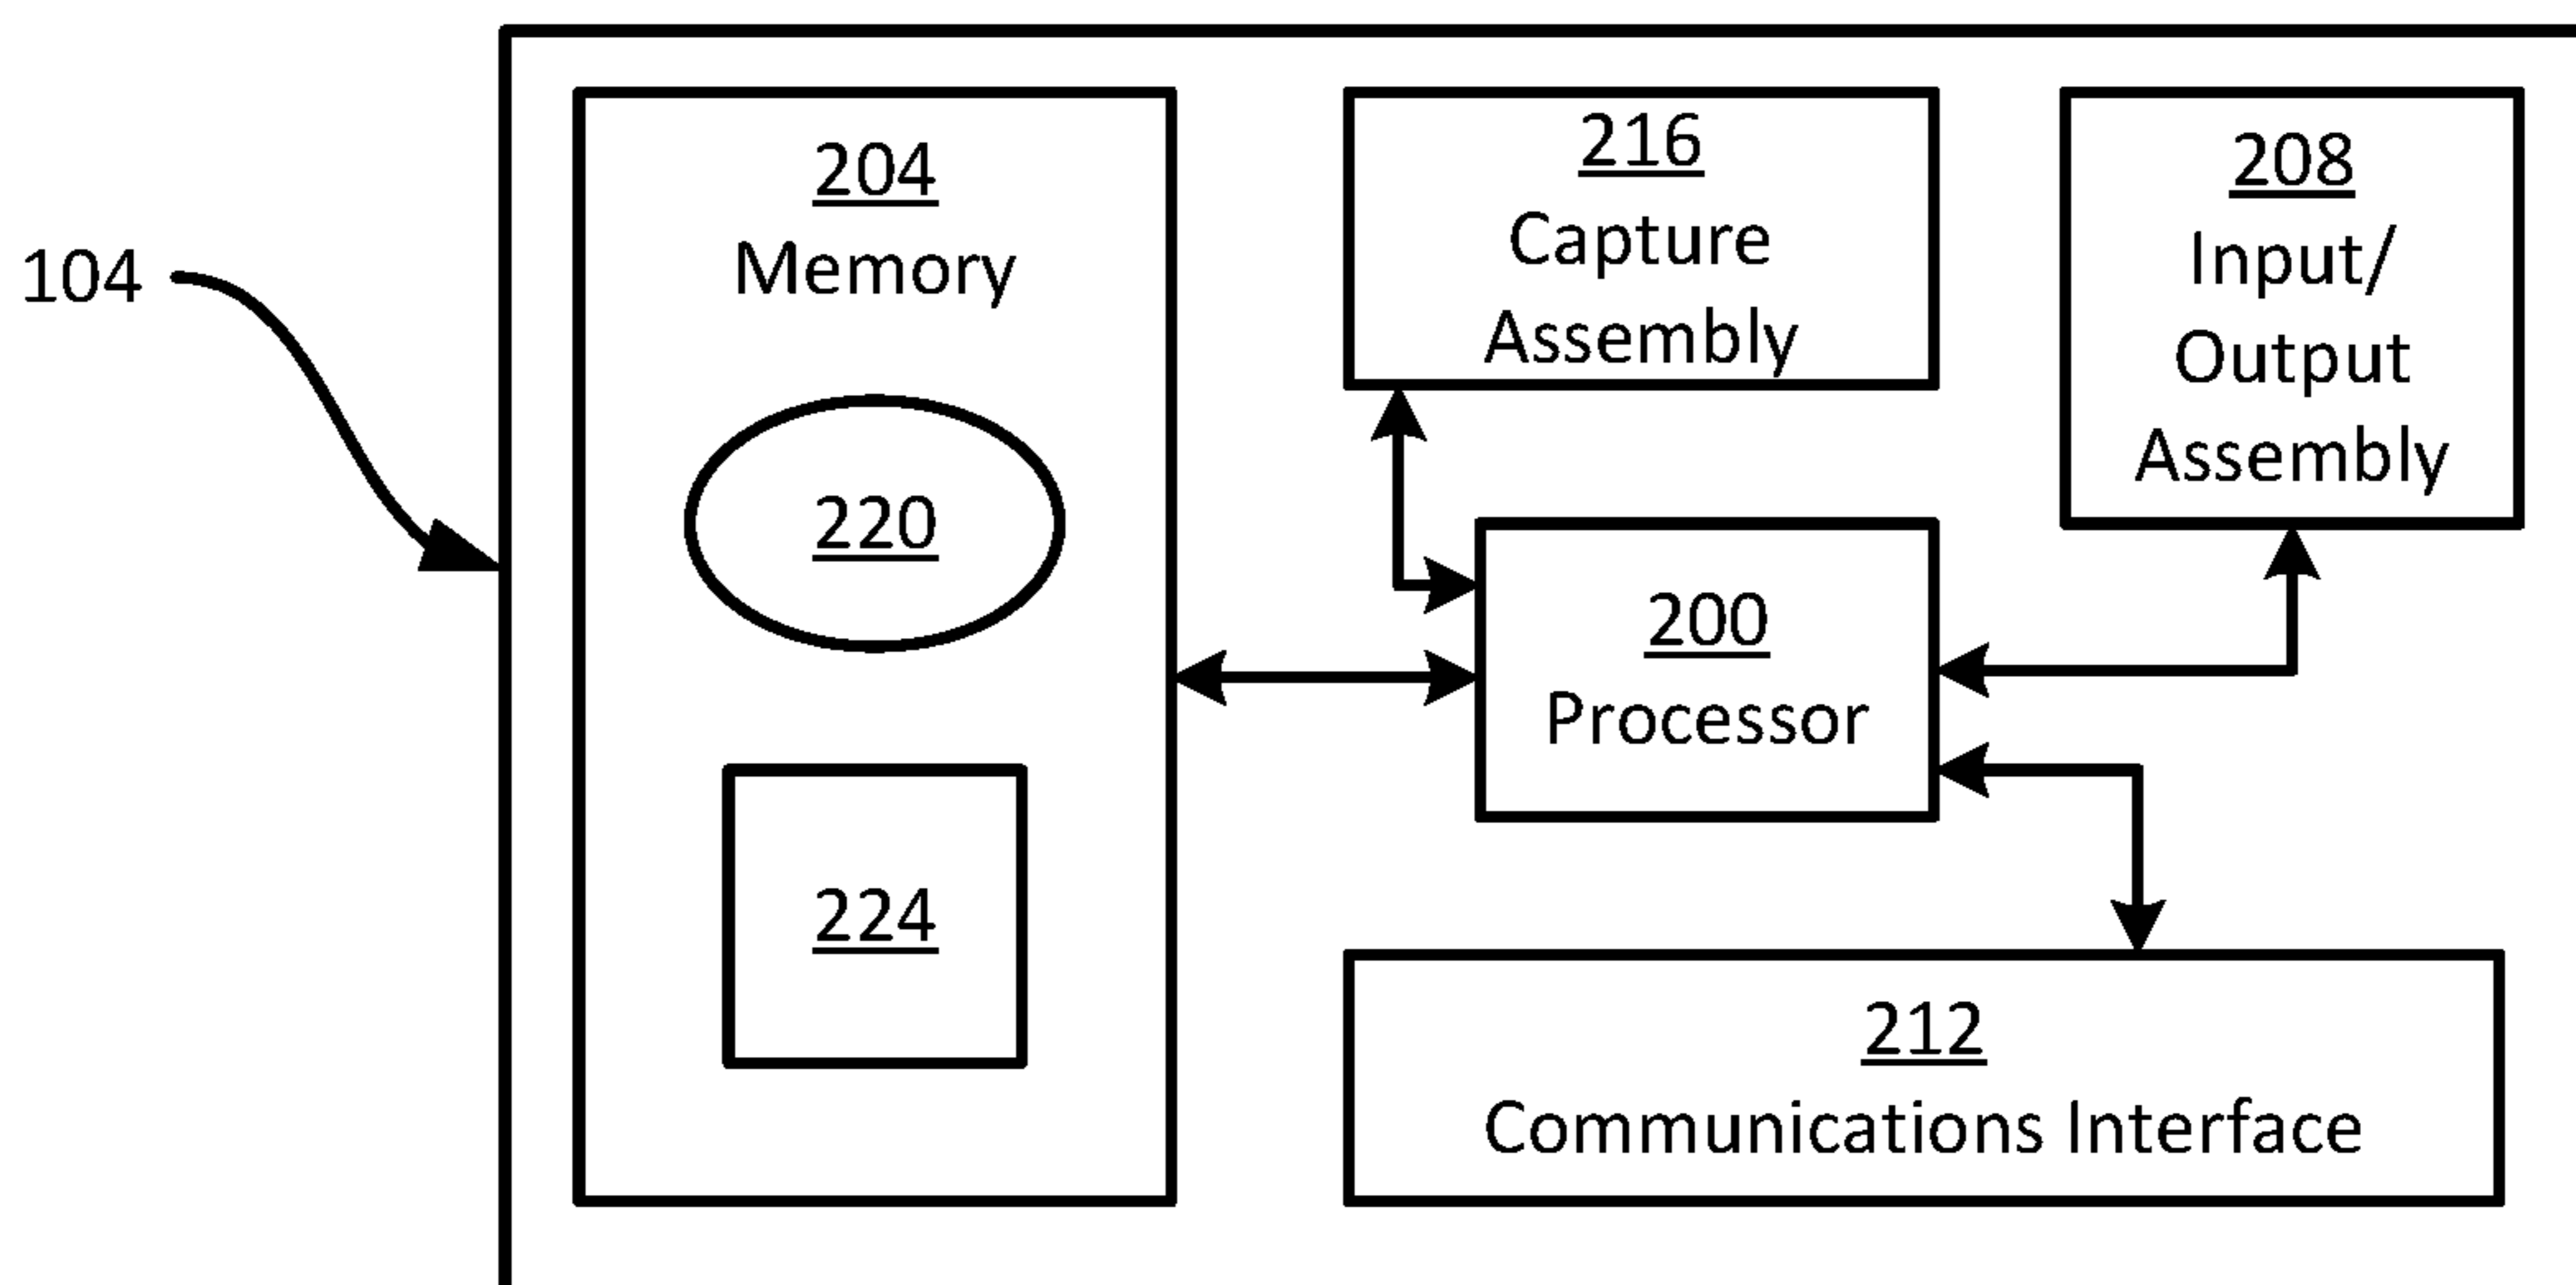 104
204
Memory
220
224
216
Capture
Assembly
208
Input/
Output
Assembly
200
Processor
212
Communications Interface